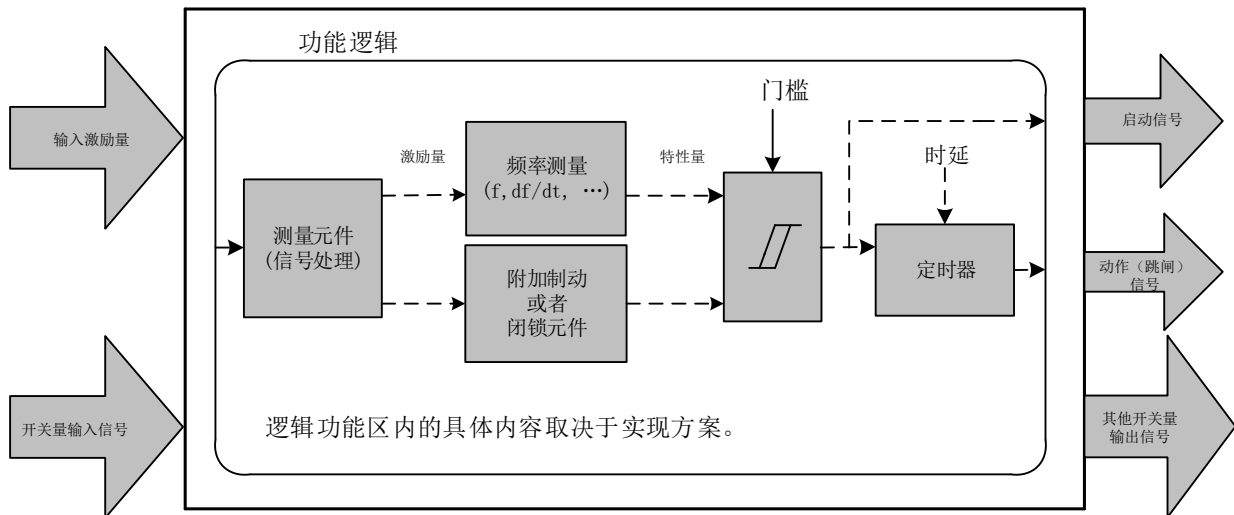 功能逻辑
输入激励量
开关量输入信号
测量元件
(信号处理)
激励量
频率测量
(f,df/dt, …)
附加制动
或者
闭锁元件
特性量
门槛
时延
定时器
启动信号
动作（跳闸）
信号
其他开关量
输出信号
逻辑功能区内的具体内容取决于实现方案。